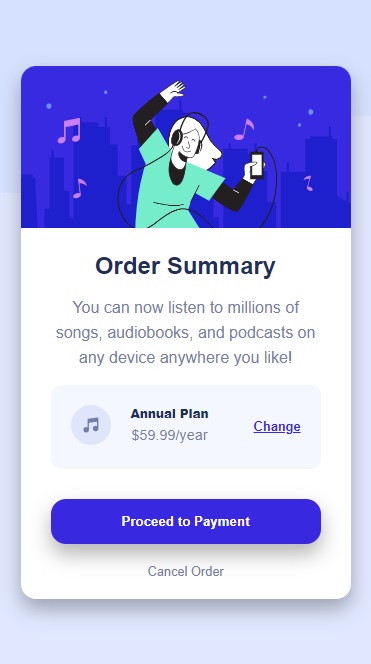 Order Summary
You can now listen to millions of
songs, audiobooks, and podcasts on
any device anywhere you like!
Annual Plan
$59.99/year
Change
Proceed to Payment
Cancel Order